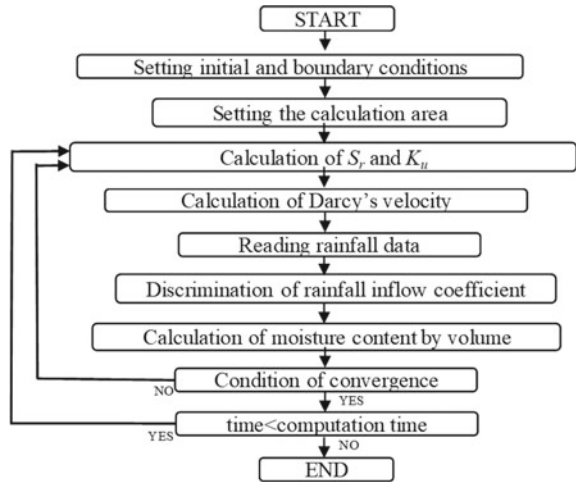 START
Setting initial and boundary conditions
Setting the calculation area
Calculation of Sr and Ku
Calculation of Darcy's velocity
Reading rainfall data
Discrimination of rainfall inflow coefficient
Calculation of moisture content by volume
Condition of convergence
NO
YES
time<computation time
YES
NO
END